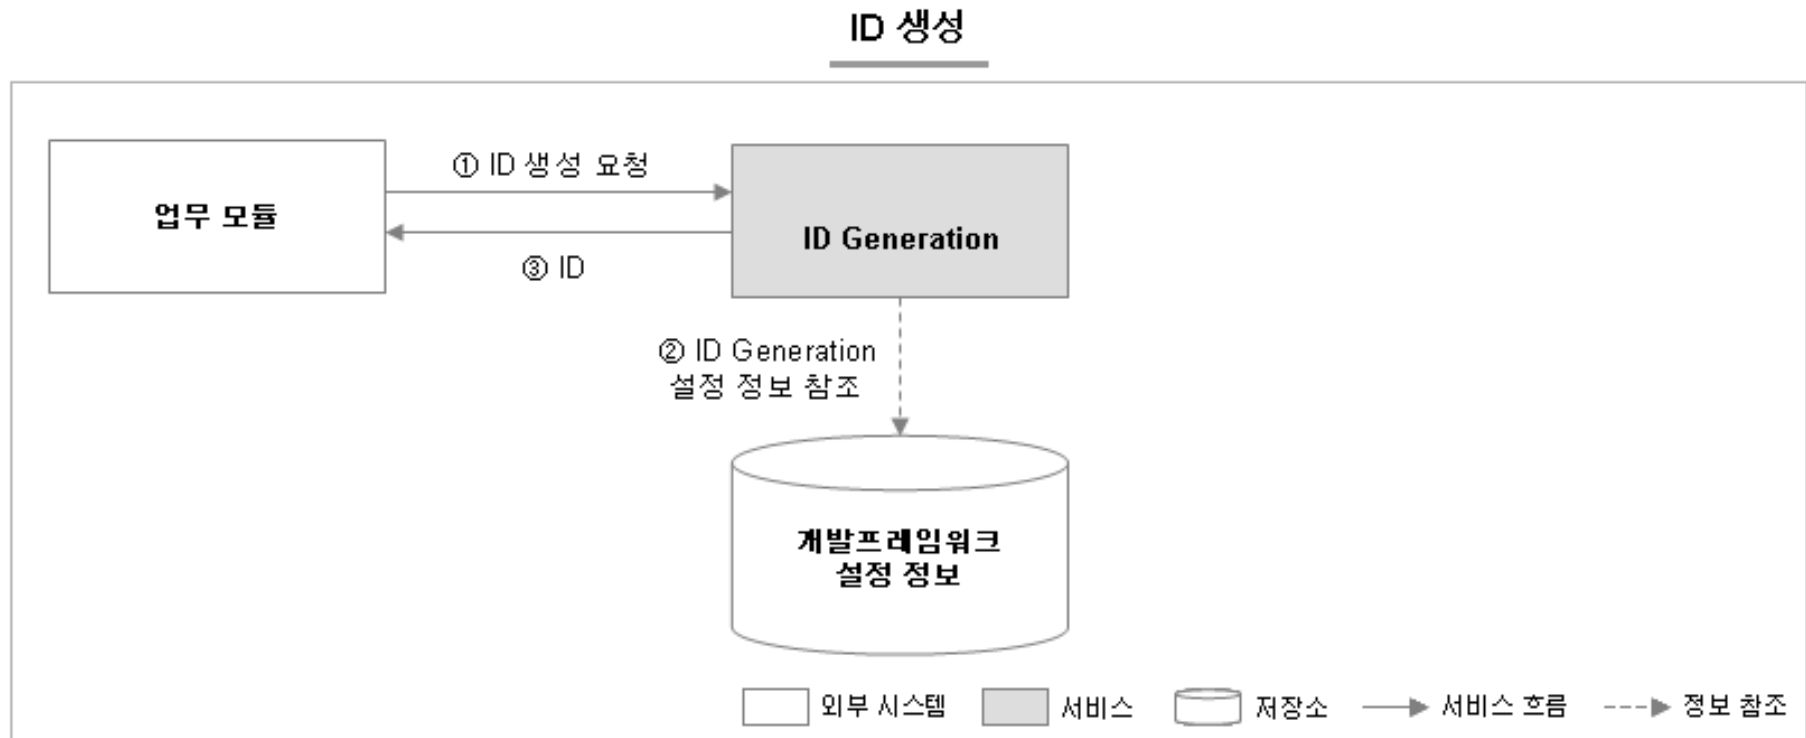 ID 생성
① ID 생성 요청
업무 모듈
ID Generation
③ ID
② ID Generation
설정 정보 참조
개발프레임워크
설정 정보
외부 시스템
서비스
저장소
서비스 흐름
정보 참조